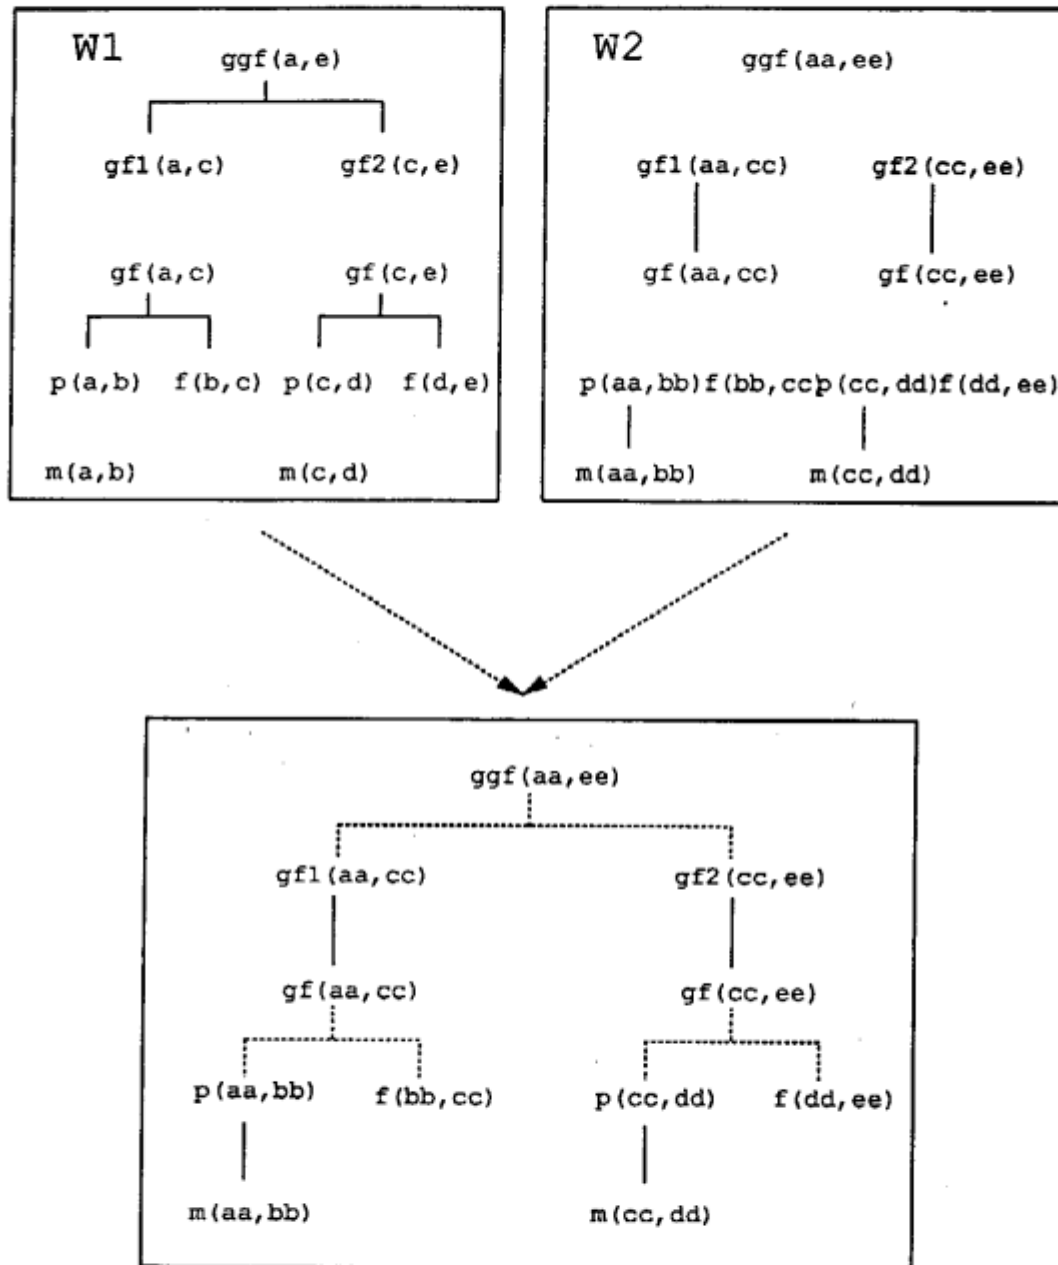 W1
ggf(a,e)
gf1(a,c) gf2(c,e)
gf(a,c) gf(c,e)
p(a,b) f(b,c) p(c,d) f(d,e)
m(a,b) m(c,d)
W2
ggf(aa,ee)
gf1(aa,cc) gf2(cc,ee)
gf(aa,cc) gf(cc,ee)
p(aa,bb)f(bb,cc)p(cc,dd)f(dd,ee)
m(aa,bb) m(cc,dd)
ggf(aa,ee)
gf1(aa,cc) gf2(cc,ee)
gf(aa,cc) gf(cc,ee)
p(aa,bb) f(bb,cc) p(cc,dd) f(dd,ee)
m(aa,bb) m(cc,dd)